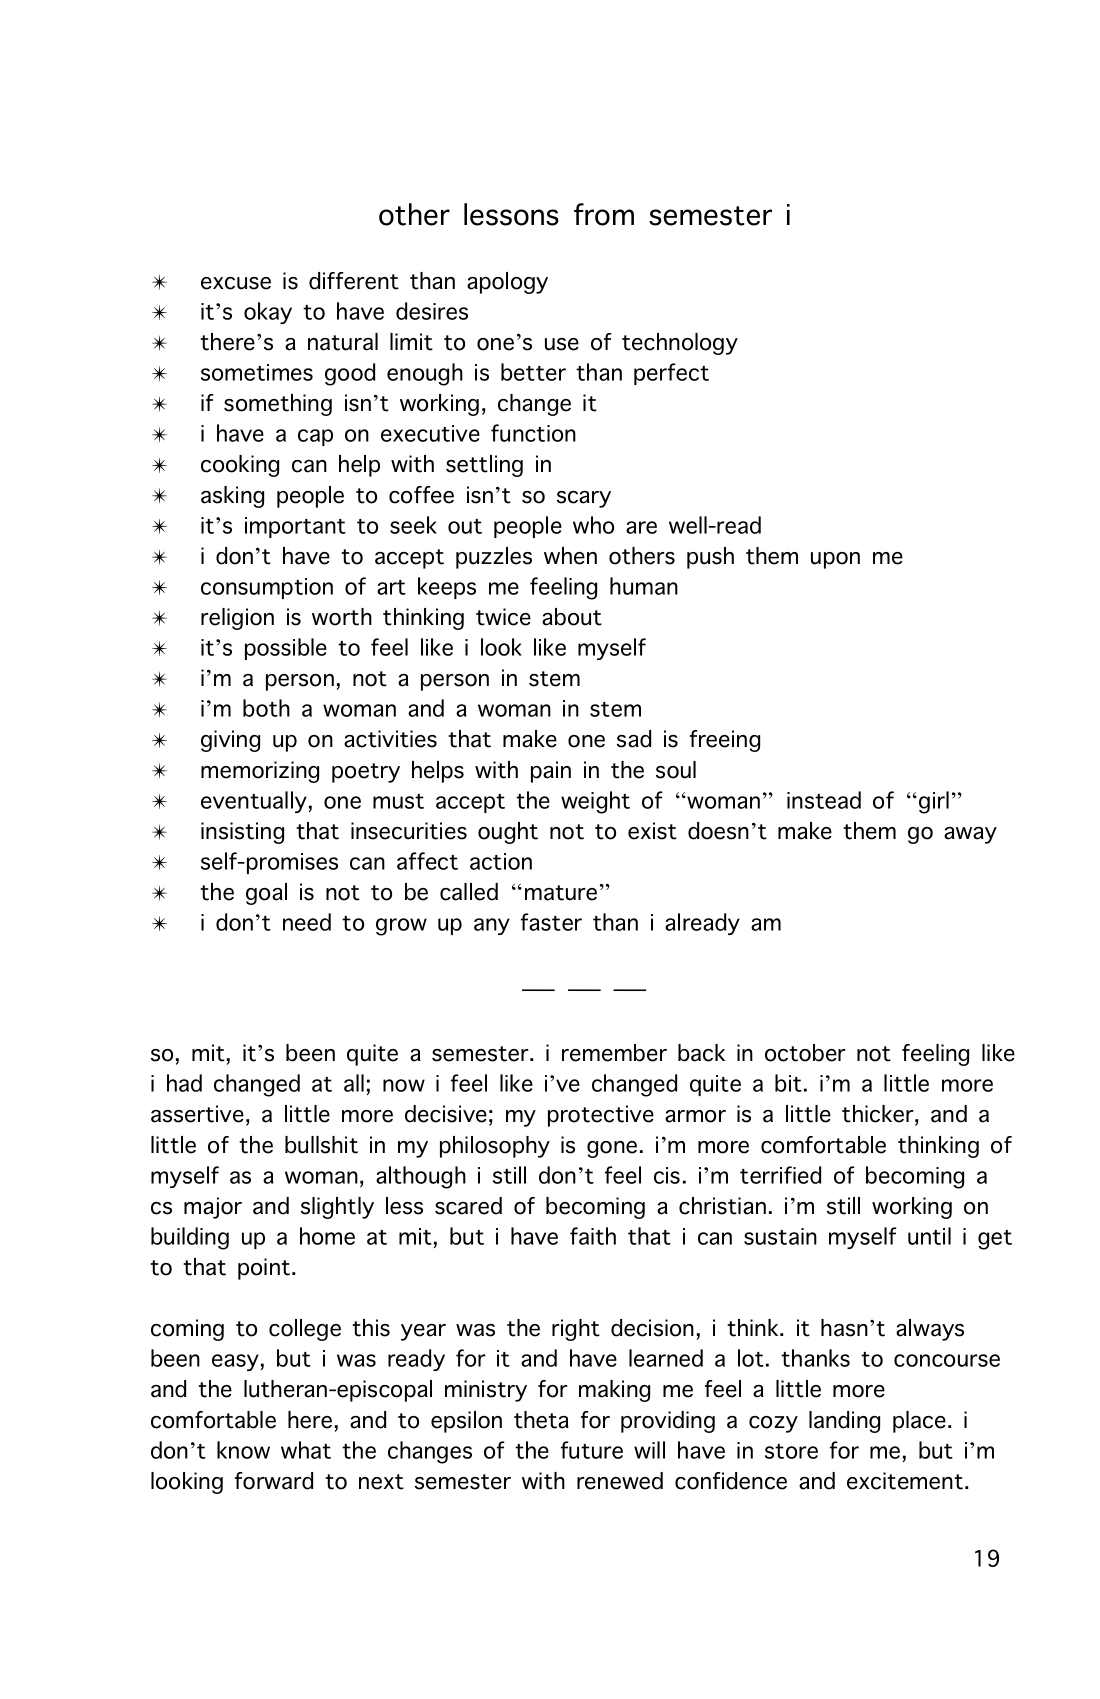 other lessons from semester i
✴ excuse is different than apology
✴ it’s okay to have desires
✴ there’s a natural limit to one’s use of technology
✴ sometimes good enough is better than perfect
✴ if something isn’t working, change it
✴ i have a cap on executive function
✴ cooking can help with settling in
✴ asking people to coffee isn’t so scary
✴ it’s important to seek out people who are well-read
✴ i don’t have to accept puzzles when others push them upon me
✴ consumption of art keeps me feeling human
✴ religion is worth thinking twice about
✴ it’s possible to feel like i look like myself
✴ i’m a person, not a person in stem
✴ i’m both a woman and a woman in stem
✴ giving up on activities that make one sad is freeing
✴ memorizing poetry helps with pain in the soul
✴ eventually, one must accept the weight of “woman” instead of “girl”
✴ insisting that insecurities ought not to exist doesn’t make them go away
✴ self-promises can affect action
✴ the goal is not to be called “mature”
✴ i don’t need to grow up any faster than i already am
— — —
so, mit, it’s been quite a semester. i remember back in october not feeling like
i had changed at all; now i feel like i’ve changed quite a bit. i’m a little more
assertive, a little more decisive; my protective armor is a little thicker, and a
little of the bullshit in my philosophy is gone. i’m more comfortable thinking of
myself as a woman, although i still don’t feel cis. i’m terrified of becoming a
cs major and slightly less scared of becoming a christian. i’m still working on
building up a home at mit, but i have faith that i can sustain myself until i get
to that point.
coming to college this year was the right decision, i think. it hasn’t always
been easy, but i was ready for it and have learned a lot. thanks to concourse
and the lutheran-episcopal ministry for making me feel a little more
comfortable here, and to epsilon theta for providing a cozy landing place. i
don’t know what the changes of the future will have in store for me, but i’m
looking forward to next semester with renewed confidence and excitement.
19